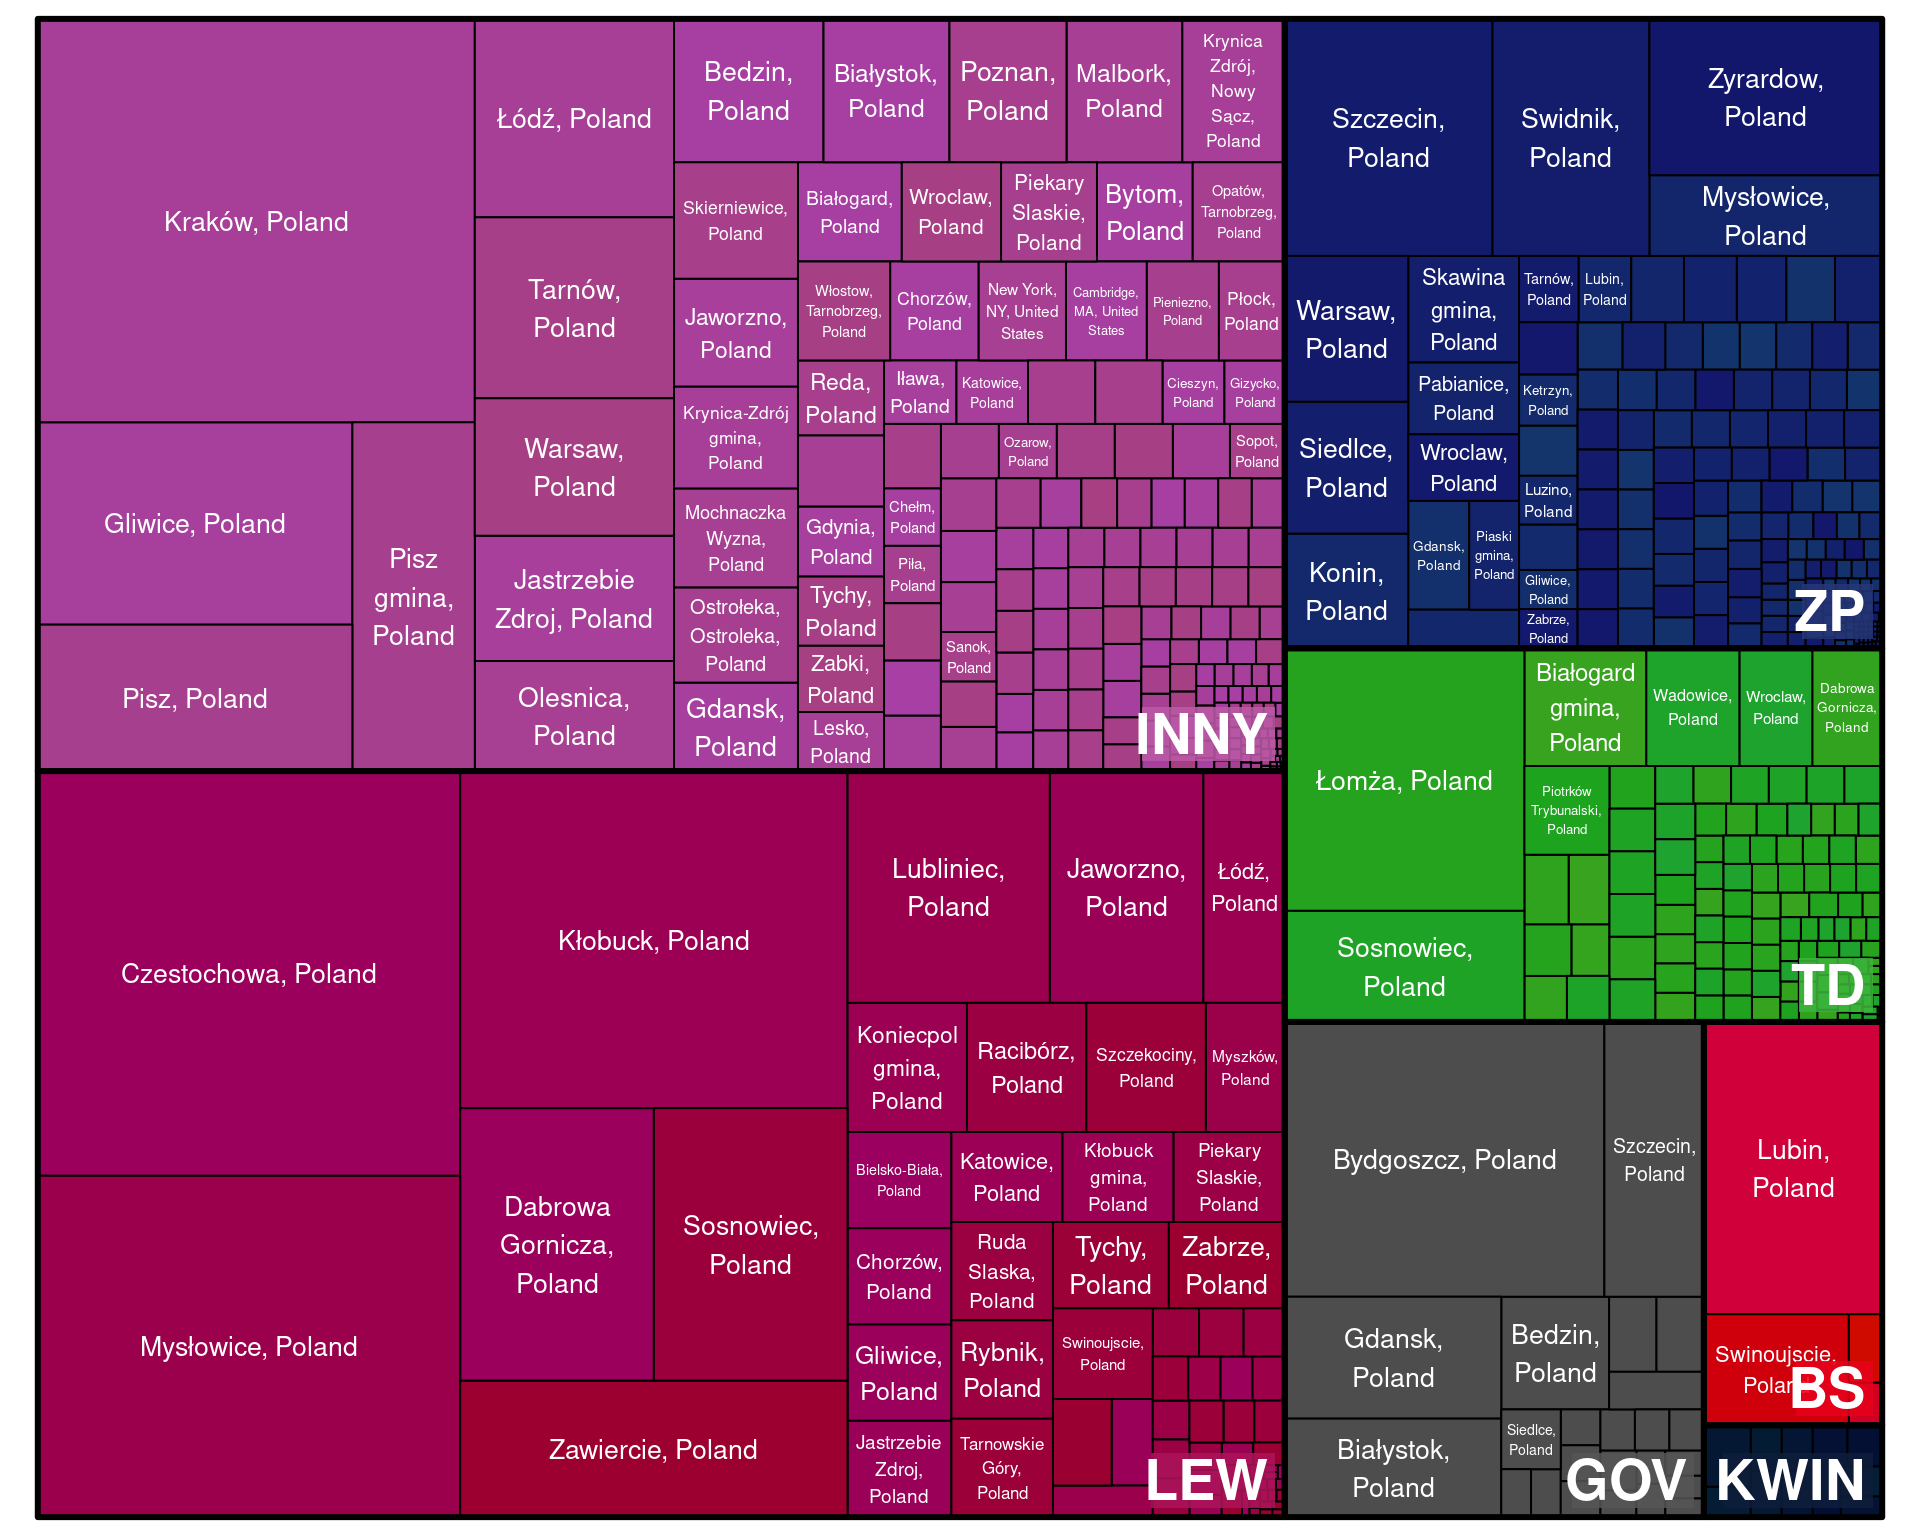 Kraków, Poland
Gliwice, Poland
Pisz, Poland
Pisz
gmina,
Poland
Łódź, Poland
Tarnów,
Poland
Warsaw,
Poland
Jastrzebie
Zdroj, Poland
Olesnica,
Poland
Bedzin,
Poland
Białystok,
Poland
Poznan,
Poland
Malbork,
Poland
Krynica
Zdrój,
Nowy
Sącz,
Poland
Skierniewice,
Poland
Jaworzno,
Poland
Krynica-Zdrój
gmina,
Poland
Mochnaczka
Wyzna,
Poland
Ostrołeka,
Ostroleka,
Poland
Gdansk,
Poland
Białogard,
Poland
Wroclaw,
Poland
Piekary
Slaskie,
Poland
Bytom,
Poland
Opatów,
Tarnobrzeg,
Poland
Włostow,
Tarnobrzeg,
Poland
Chorzów,
Poland
New York,
NY, United
States
Cambridge,
MA, United
States
Pieniezno,
Poland
Płock,
Poland
Reda,
Poland
Iława,
Poland
Katowice,
Poland
Cieszyn,
Poland
Gizycko,
Poland
Ozarow,
Poland
Sopot,
Poland
Gdynia,
Poland
Chełm,
Poland
Piła,
Poland
Tychy,
Poland
Zabki,
Poland
Lesko,
Poland
Sanok,
Poland
INNY
Szczecin,
Poland
Swidnik,
Poland
Zyrardow,
Poland
Mysłowice,
Poland
Warsaw,
Poland
Siedlce,
Poland
Konin,
Poland
Skawina
gmina,
Poland
Pabianice,
Poland
Wroclaw,
Poland
Gdansk,
Poland
Piaski
gmina,
Poland
Tarnów,
Poland
Lubin,
Poland
Ketrzyn,
Poland
Luzino,
Poland
Gliwice,
Poland
Zabrze,
Poland
ZP
Łomża, Poland
Sosnowiec,
Poland
Białogard
gmina,
Poland
Wadowice,
Poland
Wroclaw,
Poland
Dabrowa
Gornicza,
Poland
Piotrków
Trybunalski,
Poland
TD
Czestochowa, Poland
Mysłowice, Poland
Kłobuck, Poland
Dabrowa
Gornicza,
Poland
Sosnowiec,
Poland
Zawiercie, Poland
Lubliniec,
Poland
Jaworzno,
Poland
Łódź,
Poland
Koniecpol
gmina,
Poland
Racibórz,
Poland
Szczekociny,
Poland
Myszków,
Poland
Bielsko-Biała,
Poland
Katowice,
Poland
Kłobuck
gmina,
Poland
Piekary
Slaskie,
Poland
Chorzów,
Poland
Ruda
Slaska,
Poland
Tychy,
Poland
Zabrze,
Poland
Gliwice,
Poland
Rybnik,
Poland
Swinoujscie,
Poland
Jastrzebie
Zdroj,
Poland
Tarnowskie
Góry,
Poland
LEW
Bydgoszcz, Poland
Szczecin,
Poland
Gdansk,
Poland
Bedzin,
Poland
Białystok,
Poland
Siedlce,
Poland
GOV
Lubin,
Poland
Swinoujscie,
Poland
BS
KWIN